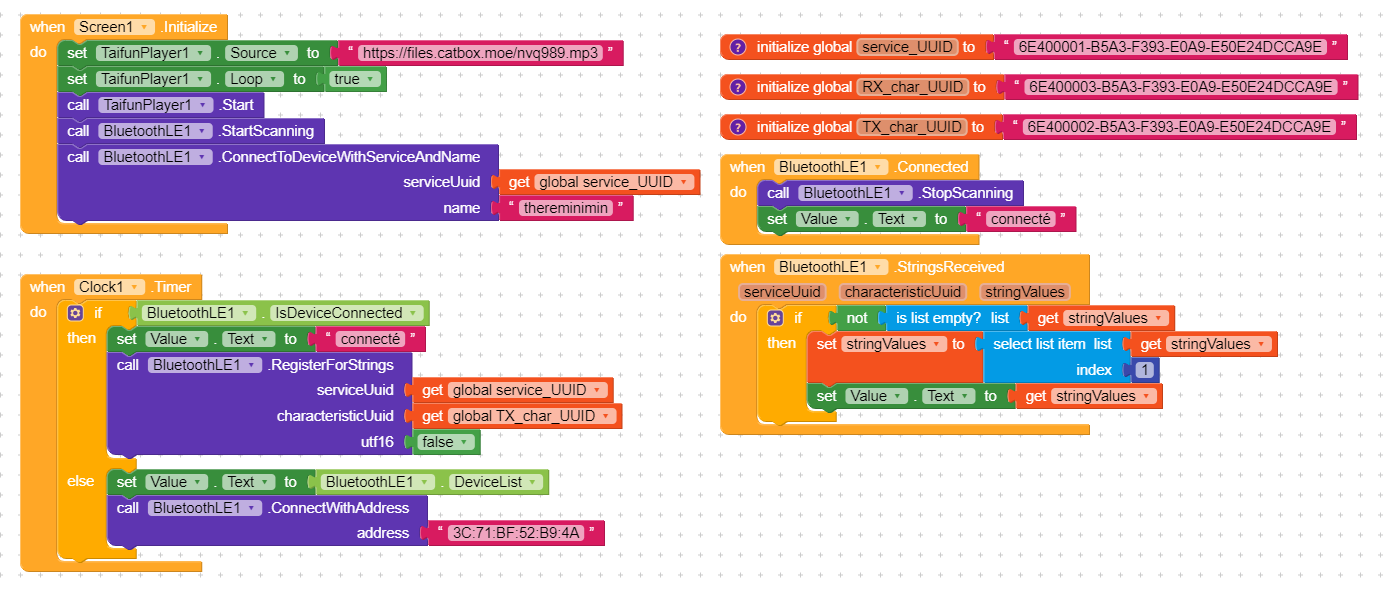 when Screen1 .Initialize
do set TaifunPlayer1 . Source to “ https://files.catbox.moe/nvq989.mp3 ”
set TaifunPlayer1 . Loop to true
call TaifunPlayer1 .Start
call BluetoothLE1 .StartScanning
call BluetoothLE1 .ConnectToDeviceWithServiceAndName
serviceUuid get global service_UUID
name “ thereminimin ”
when Clock1 .Timer
do if BluetoothLE1 . IsDeviceConnected
then set Value . Text to “ connecté ”
call BluetoothLE1 .RegisterForStrings
serviceUuid get global service_UUID
characteristicUuid get global TX_char_UUID
utf16 false
else set Value . Text to BluetoothLE1 . DeviceList
call BluetoothLE1 .ConnectWithAddress
address “ 3C:71:BF:52:B9:4A ”
? initialize global service_UUID to “ 6E400001-B5A3-F393-E0A9-E50E24DCCA9E ”
? initialize global RX_char_UUID to “ 6E400003-B5A3-F393-E0A9-E50E24DCCA9E ”
? initialize global TX_char_UUID to “ 6E400002-B5A3-F393-E0A9-E50E24DCCA9E ”
when BluetoothLE1 .Connected
do call BluetoothLE1 .StopScanning
set Value . Text to “ connecté ”
when BluetoothLE1 .StringsReceived
serviceUuid characteristicUuid stringValues
do if not is list empty? list get stringValues
then set stringValues to select list item list get stringValues
index 1
set Value . Text to get stringValues